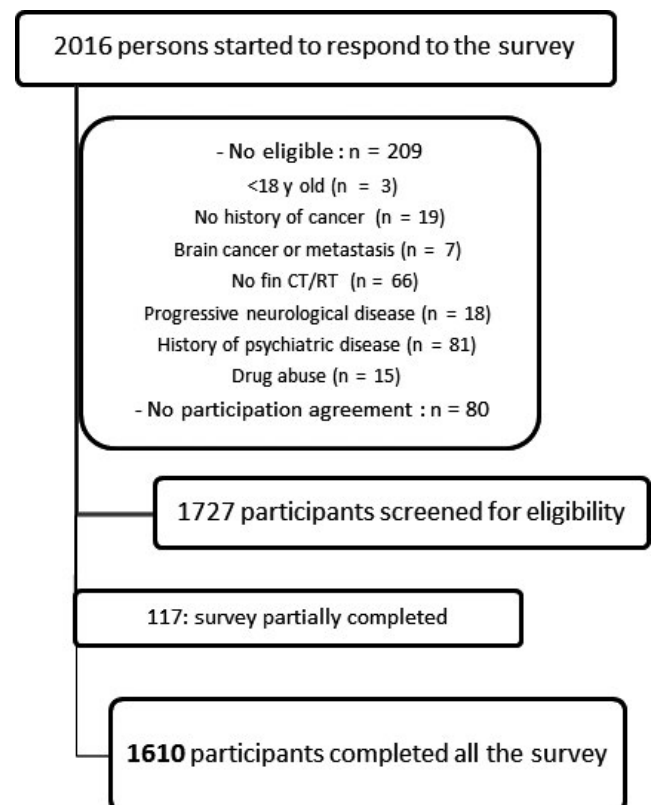 2016 persons started to respond to the survey
- No eligible : n = 209
<18 y old (n = 3)
No history of cancer (n = 19)
Brain cancer or metastasis (n = 7)
No fin CT/RT (n = 66)
Progressive neurological disease (n = 18)
History of psychiatric disease (n = 81)
Drug abuse (n = 15)
- No participation agreement : n = 80
1727 participants screened for eligibility
117: survey partially completed
1610 participants completed all the survey